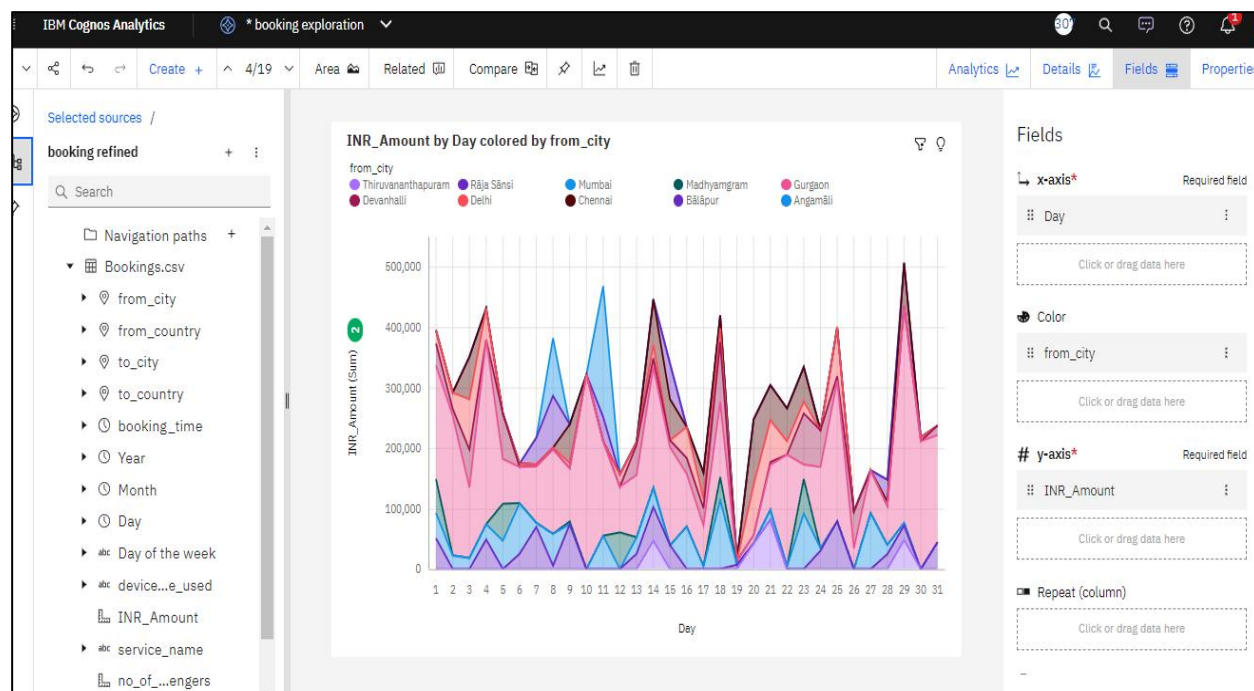 IBM Cognos Analytics
* booking exploration
1
Create +
4/19
Area
Related
Compare
Analytics
Details
Fields
Properties
Selected sources /
booking refined
Search
Navigation paths
Bookings.csv
from_city
from_country
to_city
to_country
booking_time
Year
Month
Day
abc Day of the week
abc device...e_used
INR_Amount
abc service_name
no_of_...engers
INR_Amount by Day colored by from_city
from_city
Thiruvananthapuram Rāja Sānsi Mumbai Madhyamgram Gurgaon
Devanhalli Delhi Chennai Bālāpur Angamāli
INR_Amount (Sum) 2
500,000
400,000
300,000
200,000
100,000
0
1 2 3 4 5 6 7 8 9 10 11 12 13 14 15 16 17 18 19 20 21 22 23 24 25 26 27 28 29 30 31
Day
Fields
x-axis* Required field
Day
Click or drag data here
Color
from_city
Click or drag data here
# y-axis* Required field
INR_Amount
Click or drag data here
Repeat (column)
Click or drag data here